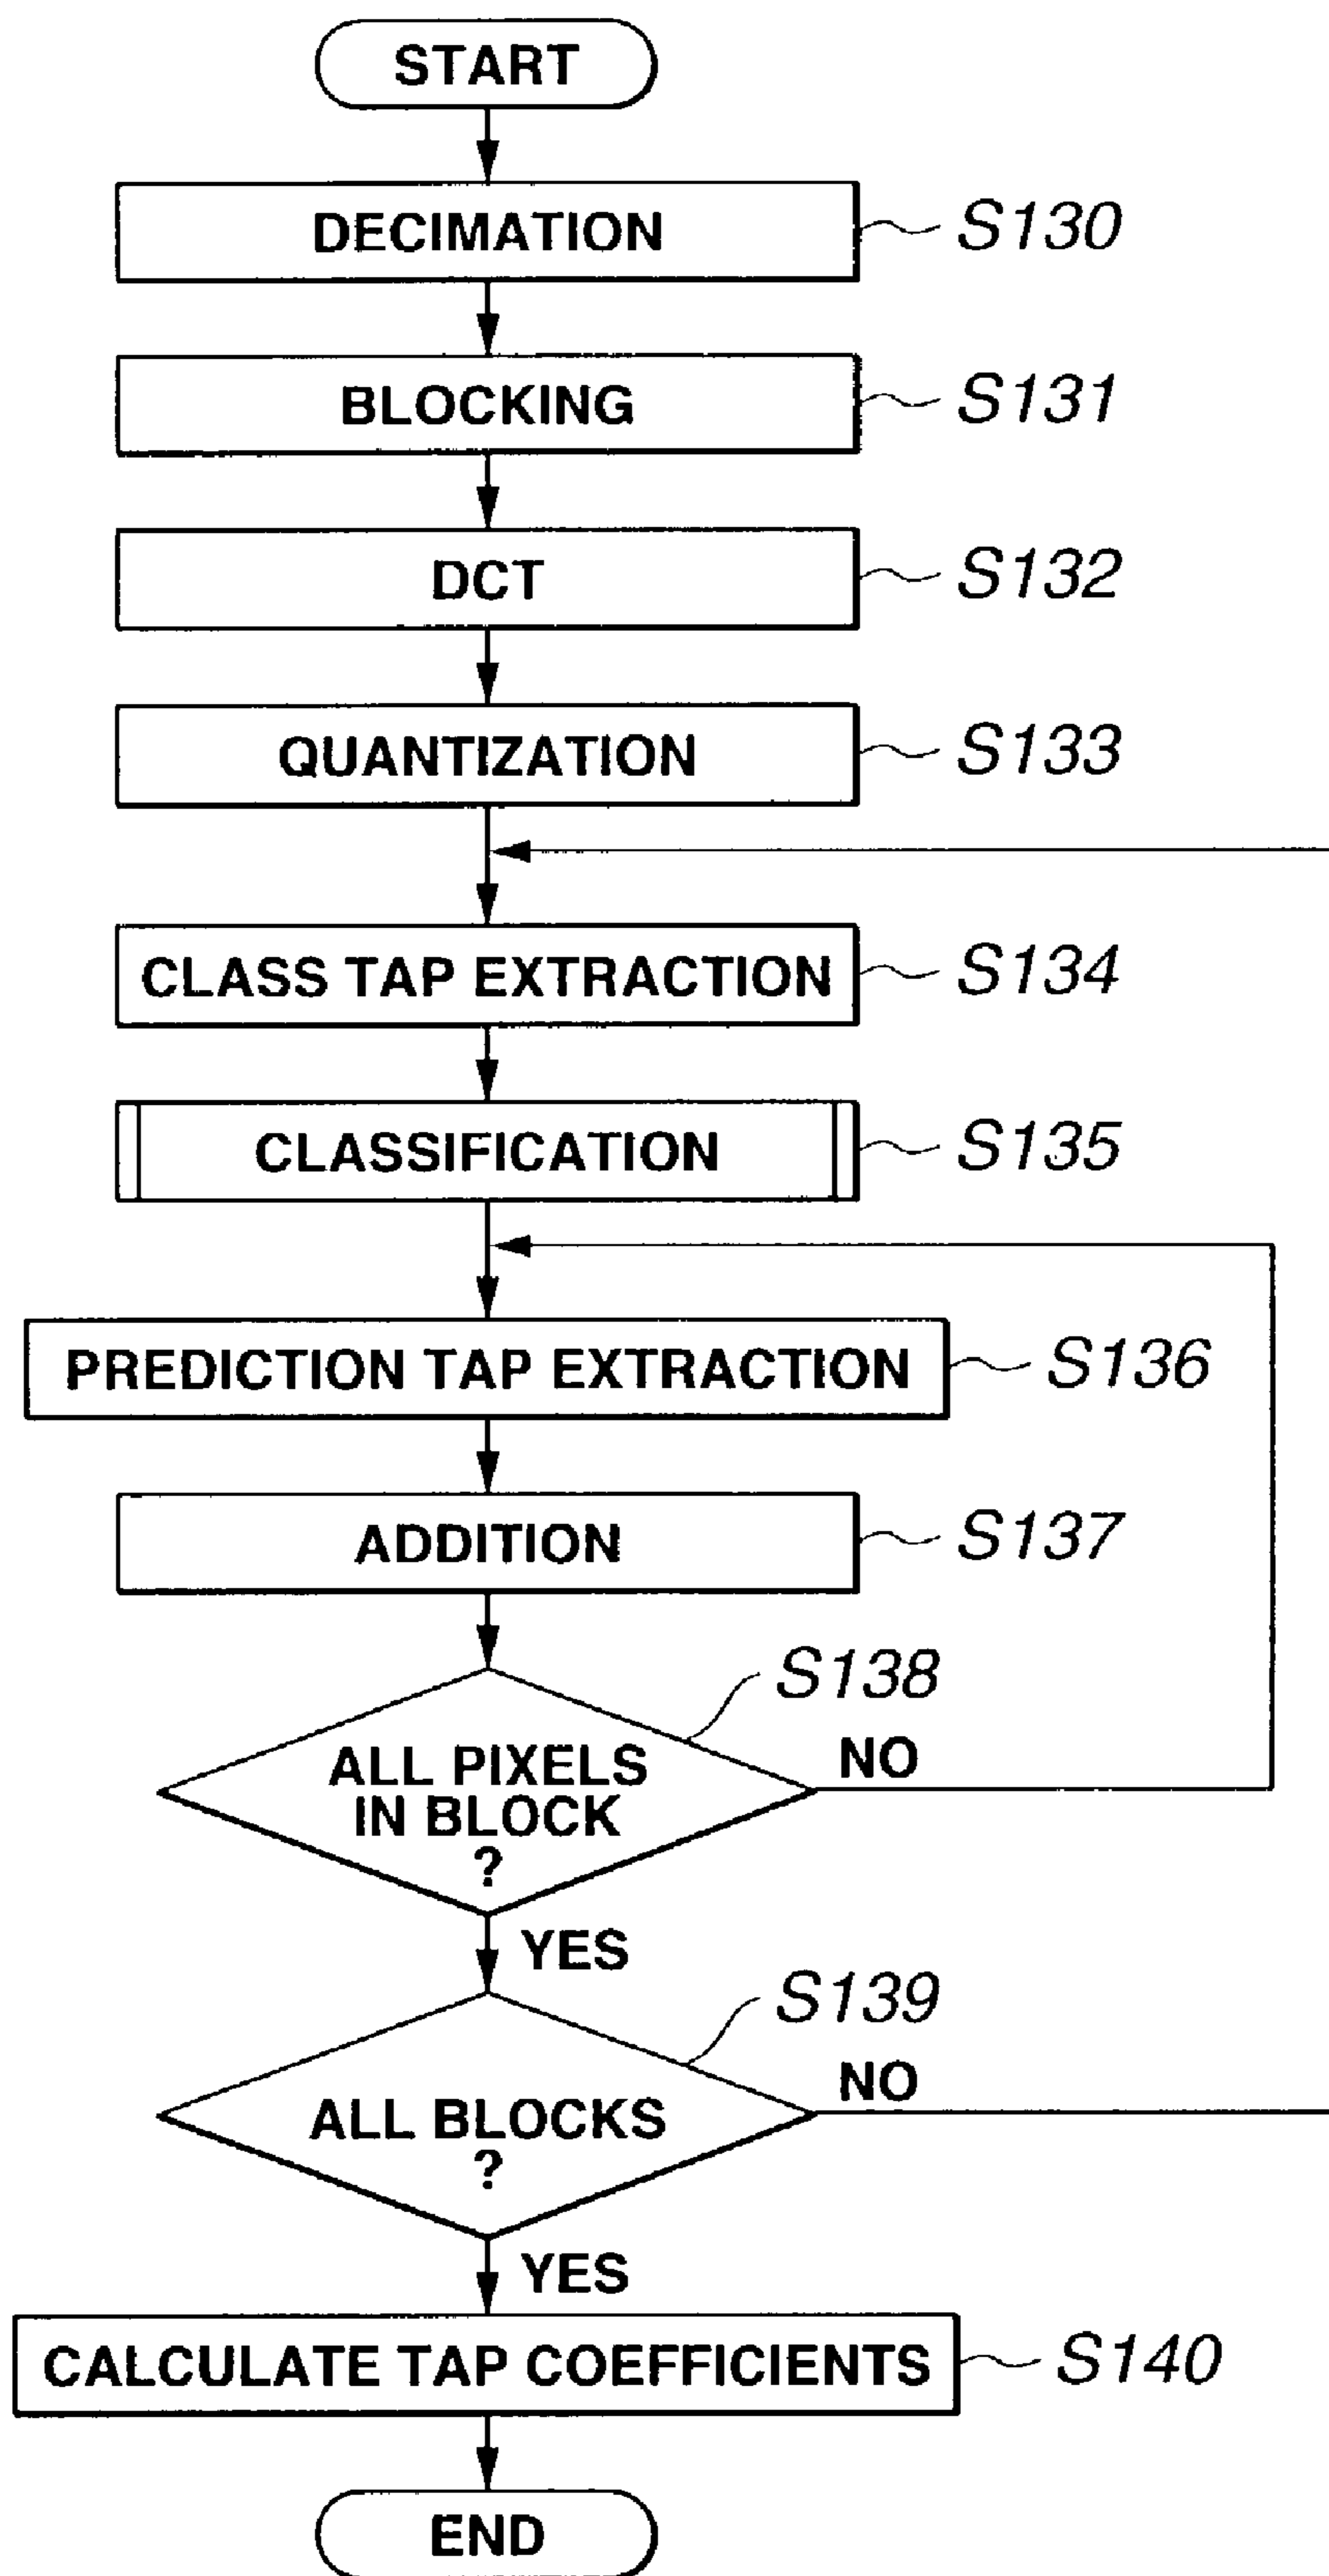 START
DECIMATION
S130
BLOCKING
S131
DCT
S132
QUANTIZATION
S133
CLASS TAP EXTRACTION
S134
CLASSIFICATION
S135
PREDICTION TAP EXTRACTION
S136
ADDITION
S137
S138
ALL PIXELS
IN BLOCK
?
NO
YES
S139
ALL BLOCKS
?
NO
YES
CALCULATE TAP COEFFICIENTS
S140
END